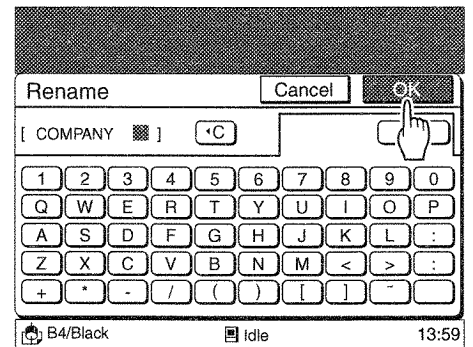 Rename Cancel OK
[ COMPANY ▒ ] ◂C
1 2 3 4 5 6 7 8 9 0
Q W E R T Y U I O P
A S D F G H J K L :
Z X C V B N M < > :
+ * - / ( ) [ ] ~
B4/Black Idle 13:59